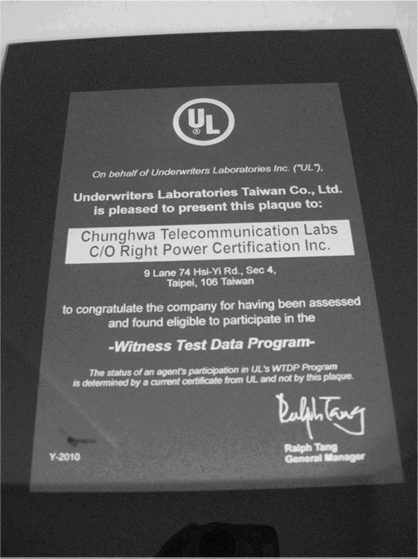 UL
®
On behalf of Underwriters Laboratories Inc. ("UL"),
Underwriters Laboratories Taiwan Co., Ltd.
is pleased to present this plaque to:
Chunghwa Telecommunication Labs
C/O Right Power Certification Inc.
9 Lane 74 Hsi-Yi Rd., Sec 4,
Taipei, 106 Taiwan
to congratulate the company for having been assessed
and found eligible to participate in the
-Witness Test Data Program-
The status of an agent's participation in UL's WTDP Program
is determined by a current certificate from UL and not by this plaque.
Ralph Tang
Ralph Tang
General Manager
Y-2010